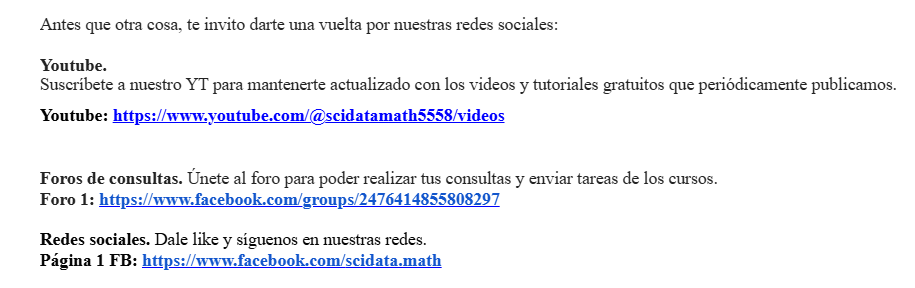 Antes que otra cosa, te invito darte una vuelta por nuestras redes sociales:
Youtube.
Suscríbete a nuestro YT para mantenerte actualizado con los videos y tutoriales gratuitos que periódicamente publicamos.
Youtube: https://www.youtube.com/@scidatamath5558/videos
Foros de consultas. Únete al foro para poder realizar tus consultas y enviar tareas de los cursos.
Foro 1: https://www.facebook.com/groups/2476414855808297
Redes sociales. Dale like y síguenos en nuestras redes.
Página 1 FB: https://www.facebook.com/scidata.math